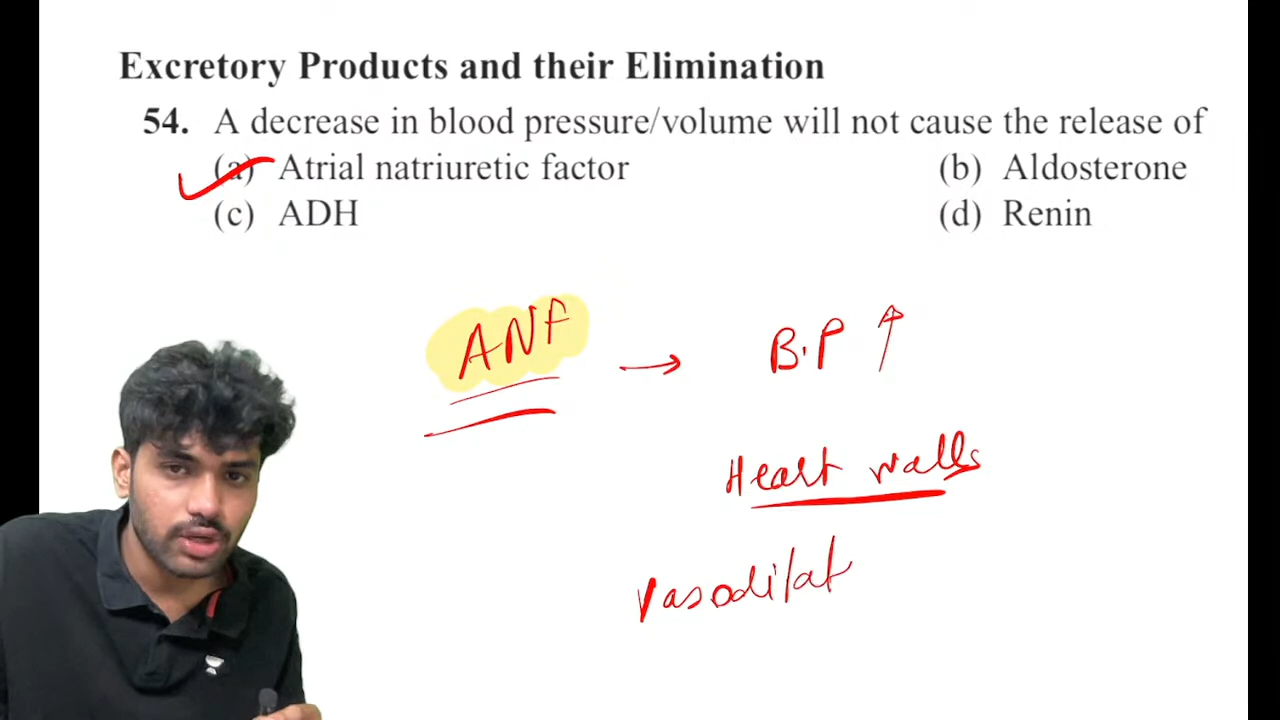 Excretory Products and their Elimination
54. A decrease in blood pressure/volume will not cause the release of
(a) Atrial natriuretic factor (b) Aldosterone
(c) ADH (d) Renin
ANF → B.P ↑
Heart walls
vasodilat